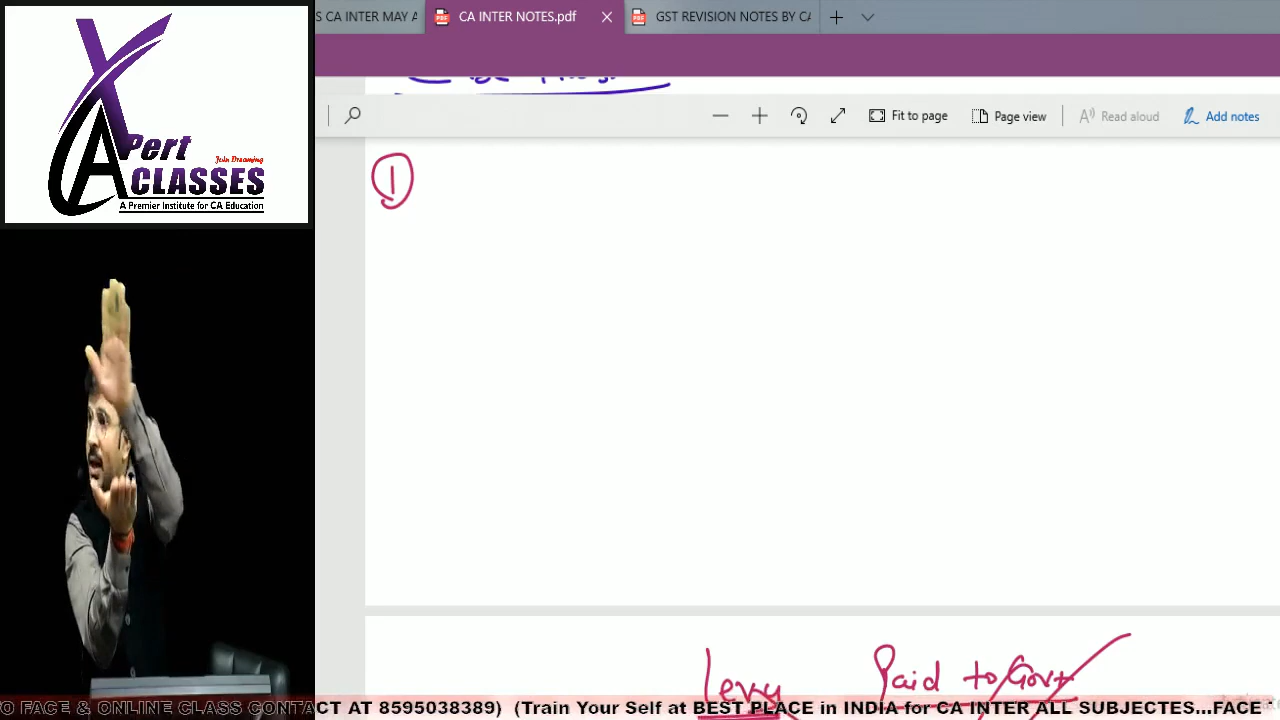 S CA INTER MAY A
CA INTER NOTES.pdf
GST REVISION NOTES BY CA
Fit to page
Page view
Read aloud
Add notes
XPert
Join Dreaming
CA CLASSES
A Premier Institute for CA Education
1
Levy Paid to Govt
O FACE & ONLINE CLASS CONTACT AT 8595038389) (Train Your Self at BEST PLACE in INDIA for CA INTER ALL SUBJECTES...FACE